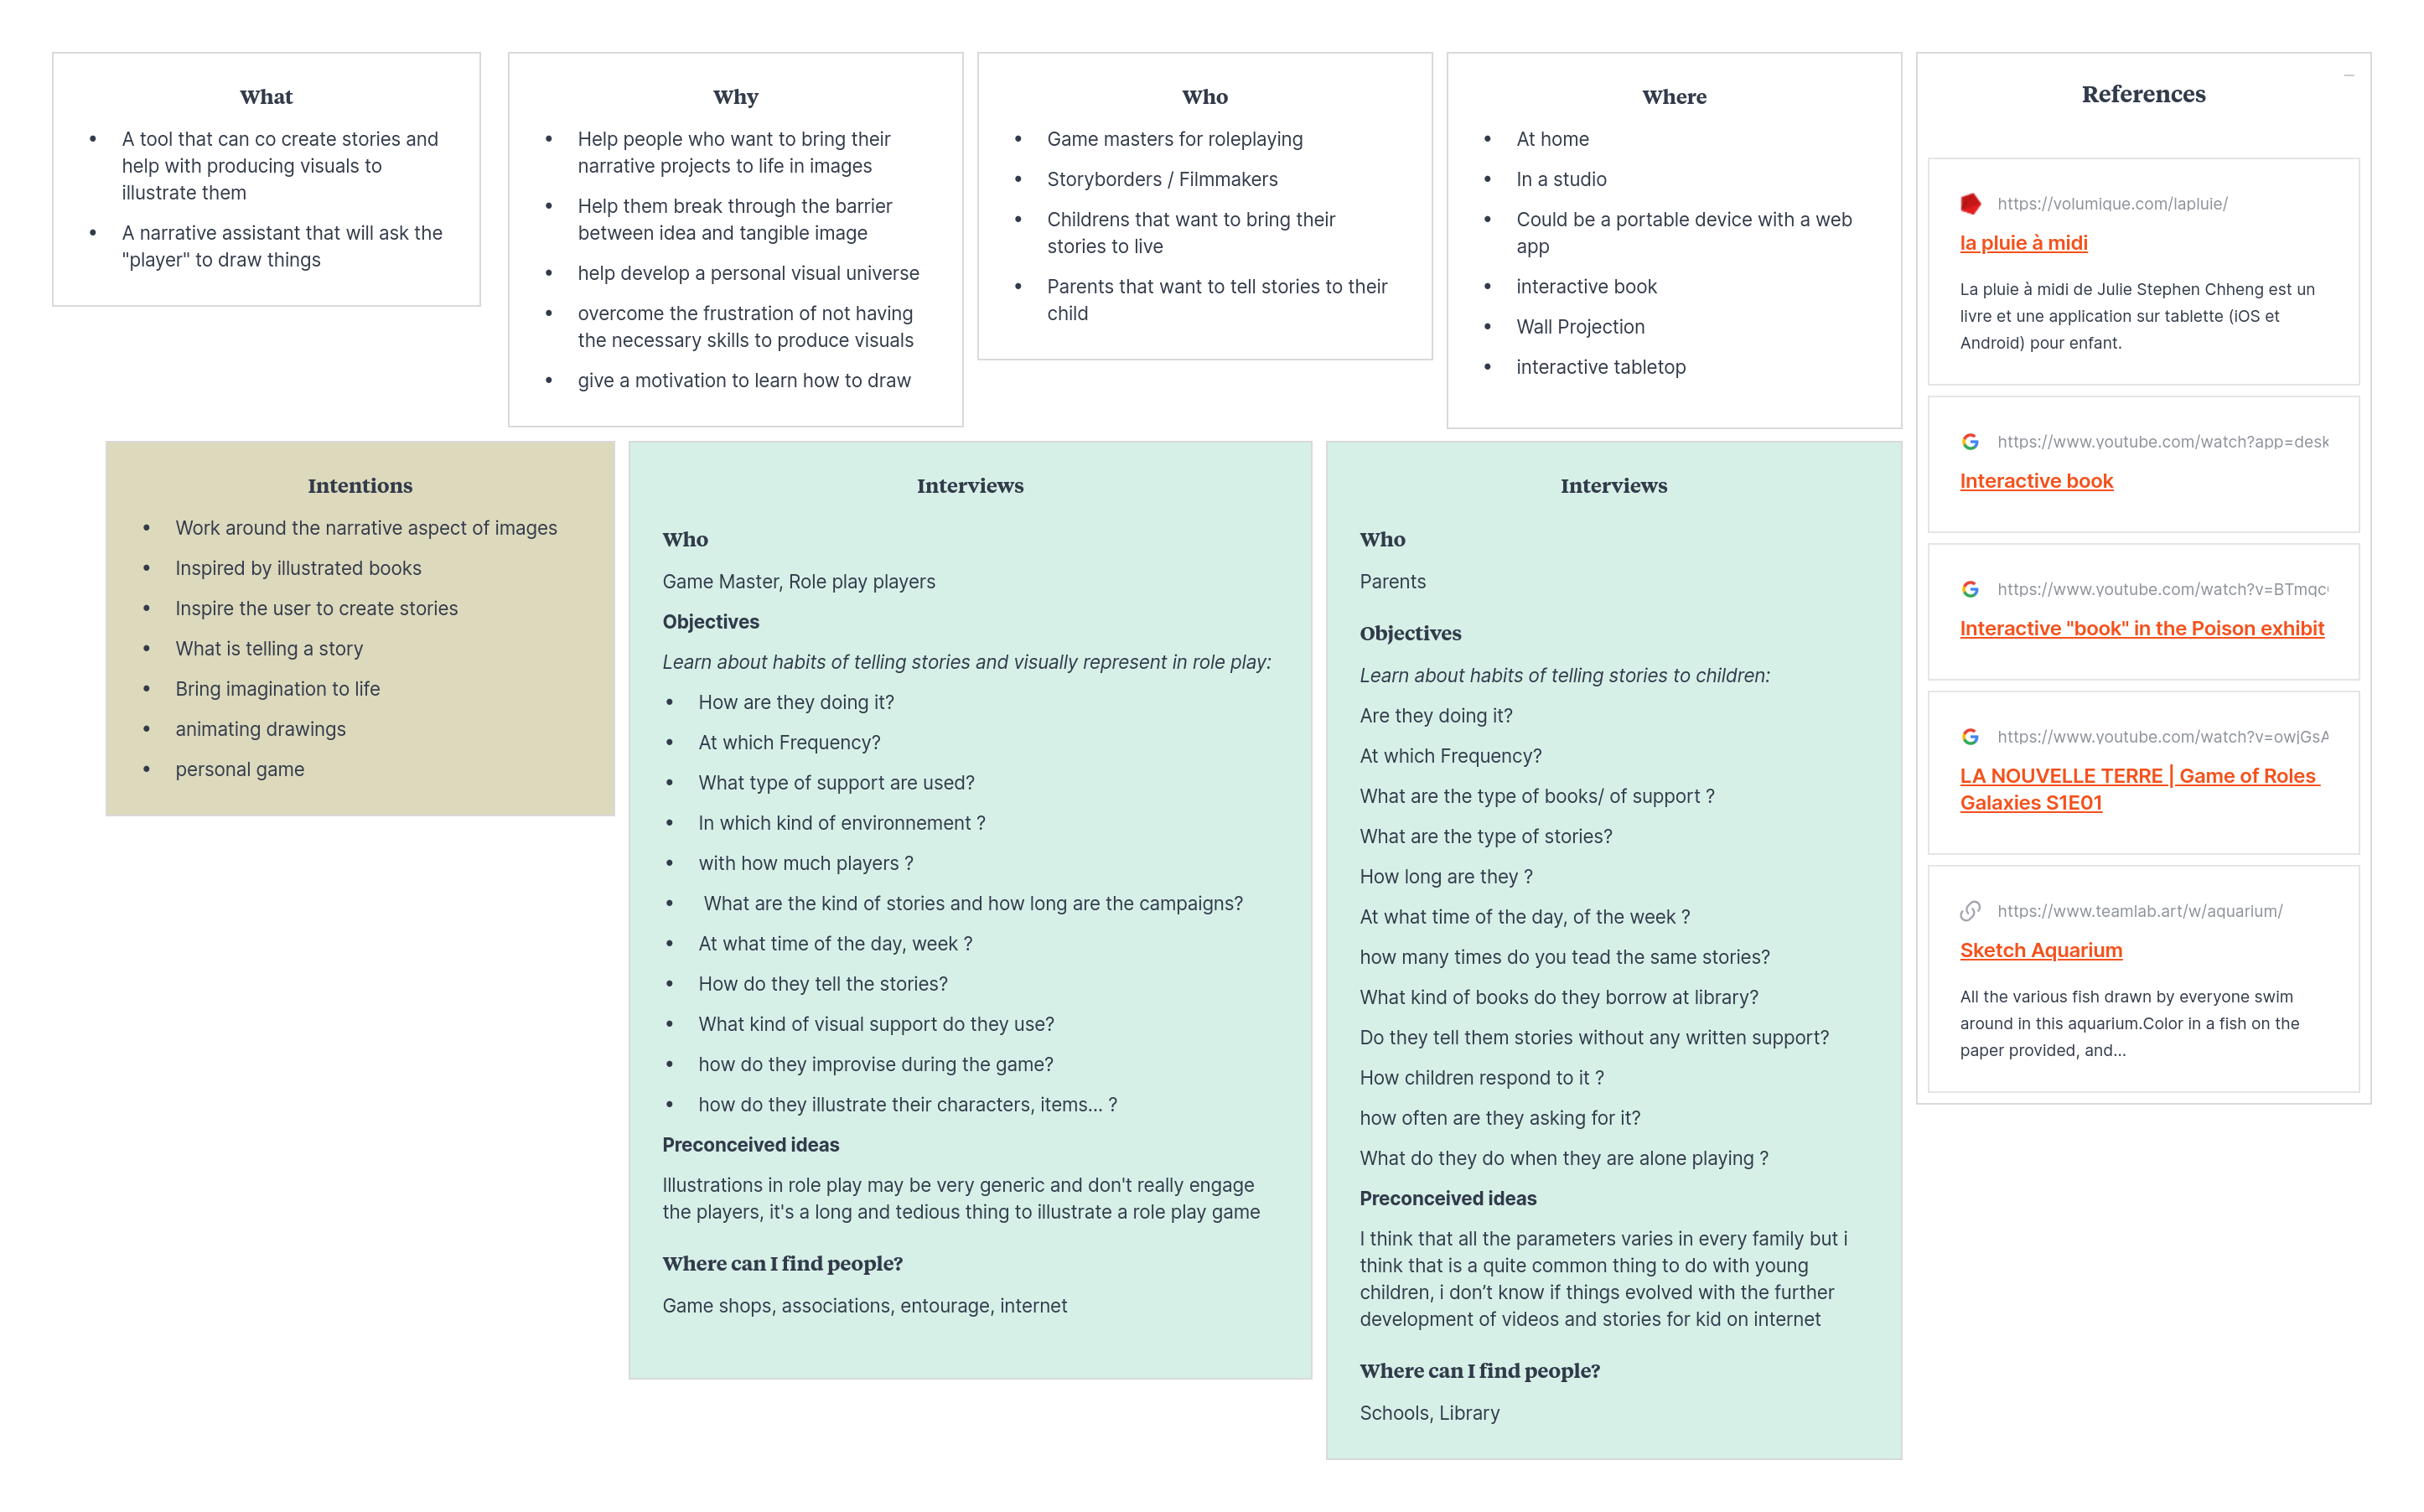 What
• A tool that can co create stories and
help with producing visuals to
illustrate them
• A narrative assistant that will ask the
"player" to draw things
Why
• Help people who want to bring their
narrative projects to life in images
• Help them break through the barrier
between idea and tangible image
• help develop a personal visual universe
• overcome the frustration of not having
the necessary skills to produce visuals
• give a motivation to learn how to draw
Who
• Game masters for roleplaying
• Storyborders / Filmmakers
• Childrens that want to bring their
stories to live
• Parents that want to tell stories to their
child
Where
• At home
• In a studio
• Could be a portable device with a web
app
• interactive book
• Wall Projection
• interactive tabletop
References
https://volumique.com/lapluie/
la pluie à midi
La pluie à midi de Julie Stephen Chheng est un
livre et une application sur tablette (iOS et
Android) pour enfant.
https://www.youtube.com/watch?app=desk
Interactive book
https://www.youtube.com/watch?v=BTmqc
Interactive "book" in the Poison exhibit
https://www.youtube.com/watch?v=owjGsA
LA NOUVELLE TERRE | Game of Roles
Galaxies S1E01
https://www.teamlab.art/w/aquarium/
Sketch Aquarium
All the various fish drawn by everyone swim
around in this aquarium.Color in a fish on the
paper provided, and...
Intentions
• Work around the narrative aspect of images
• Inspired by illustrated books
• Inspire the user to create stories
• What is telling a story
• Bring imagination to life
• animating drawings
• personal game
Interviews
Who
Game Master, Role play players
Objectives
Learn about habits of telling stories and visually represent in role play:
• How are they doing it?
• At which Frequency?
• What type of support are used?
• In which kind of environnement ?
• with how much players ?
• What are the kind of stories and how long are the campaigns?
• At what time of the day, week ?
• How do they tell the stories?
• What kind of visual support do they use?
• how do they improvise during the game?
• how do they illustrate their characters, items... ?
Preconceived ideas
Illustrations in role play may be very generic and don't really engage
the players, it's a long and tedious thing to illustrate a role play game
Where can I find people?
Game shops, associations, entourage, internet
Interviews
Who
Parents
Objectives
Learn about habits of telling stories to children:
Are they doing it?
At which Frequency?
What are the type of books/ of support ?
What are the type of stories?
How long are they ?
At what time of the day, of the week ?
how many times do you tead the same stories?
What kind of books do they borrow at library?
Do they tell them stories without any written support?
How children respond to it ?
how often are they asking for it?
What do they do when they are alone playing ?
Preconceived ideas
I think that all the parameters varies in every family but i
think that is a quite common thing to do with young
children, i don't know if things evolved with the further
development of videos and stories for kid on internet
Where can I find people?
Schools, Library